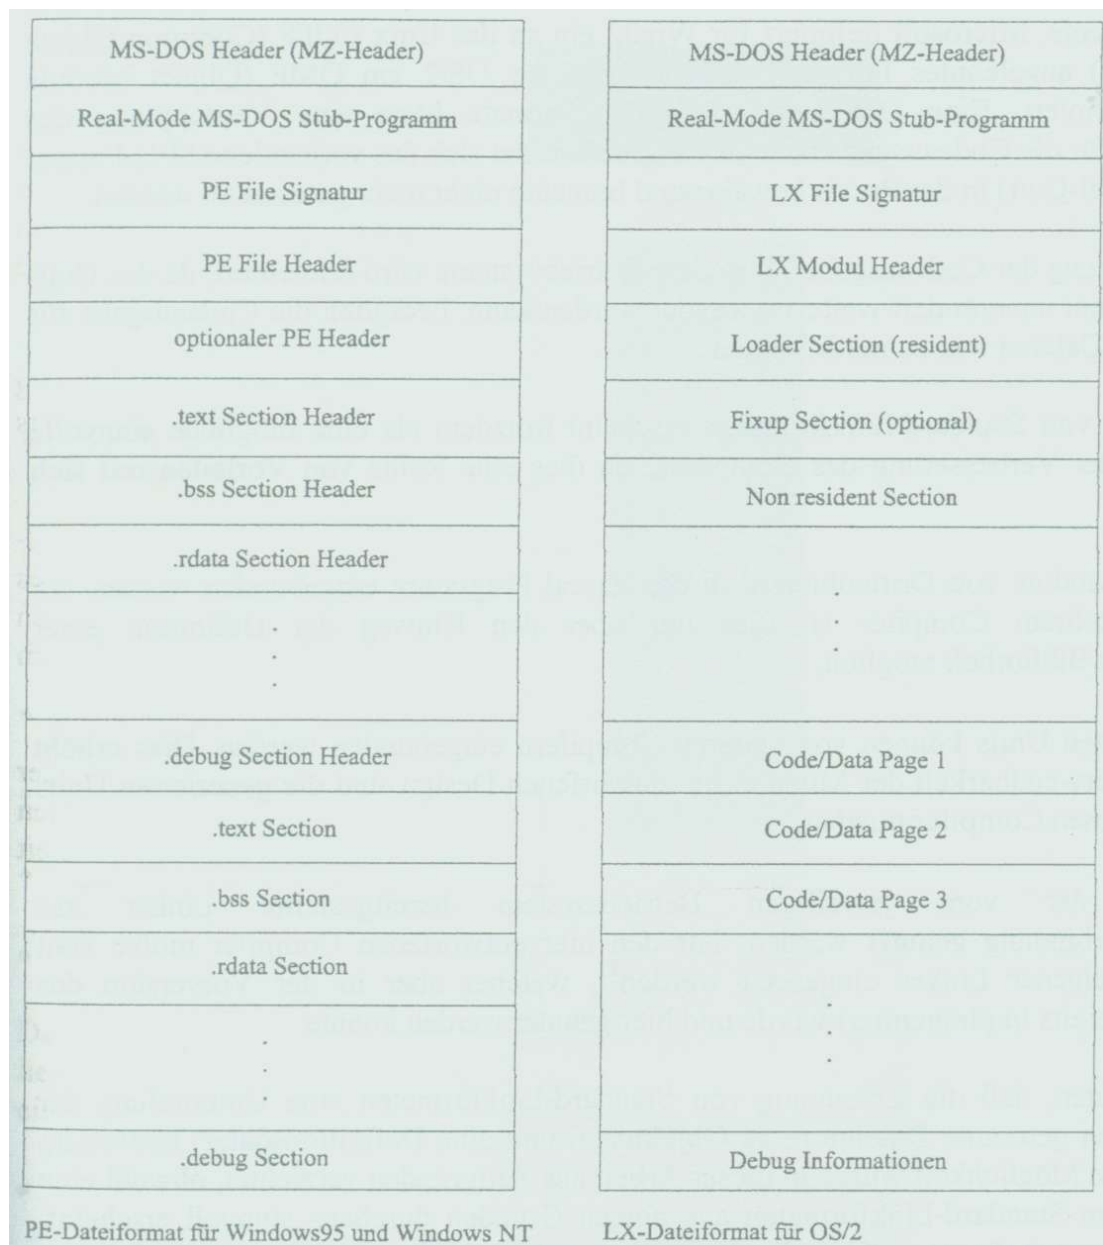 MS-DOS Header (MZ-Header)
Real-Mode MS-DOS Stub-Programm
PE File Signatur
PE File Header
optionaler PE Header
.text Section Header
.bss Section Header
.rdata Section Header
.
.
.
.debug Section Header
.text Section
.bss Section
.rdata Section
.
.
.
.debug Section
PE-Dateiformat für Windows95 und Windows NT
MS-DOS Header (MZ-Header)
Real-Mode MS-DOS Stub-Programm
LX File Signatur
LX Modul Header
Loader Section (resident)
Fixup Section (optional)
Non resident Section
.
.
Code/Data Page 1
Code/Data Page 2
Code/Data Page 3
.
.
.
Debug Informationen
LX-Dateiformat für OS/2